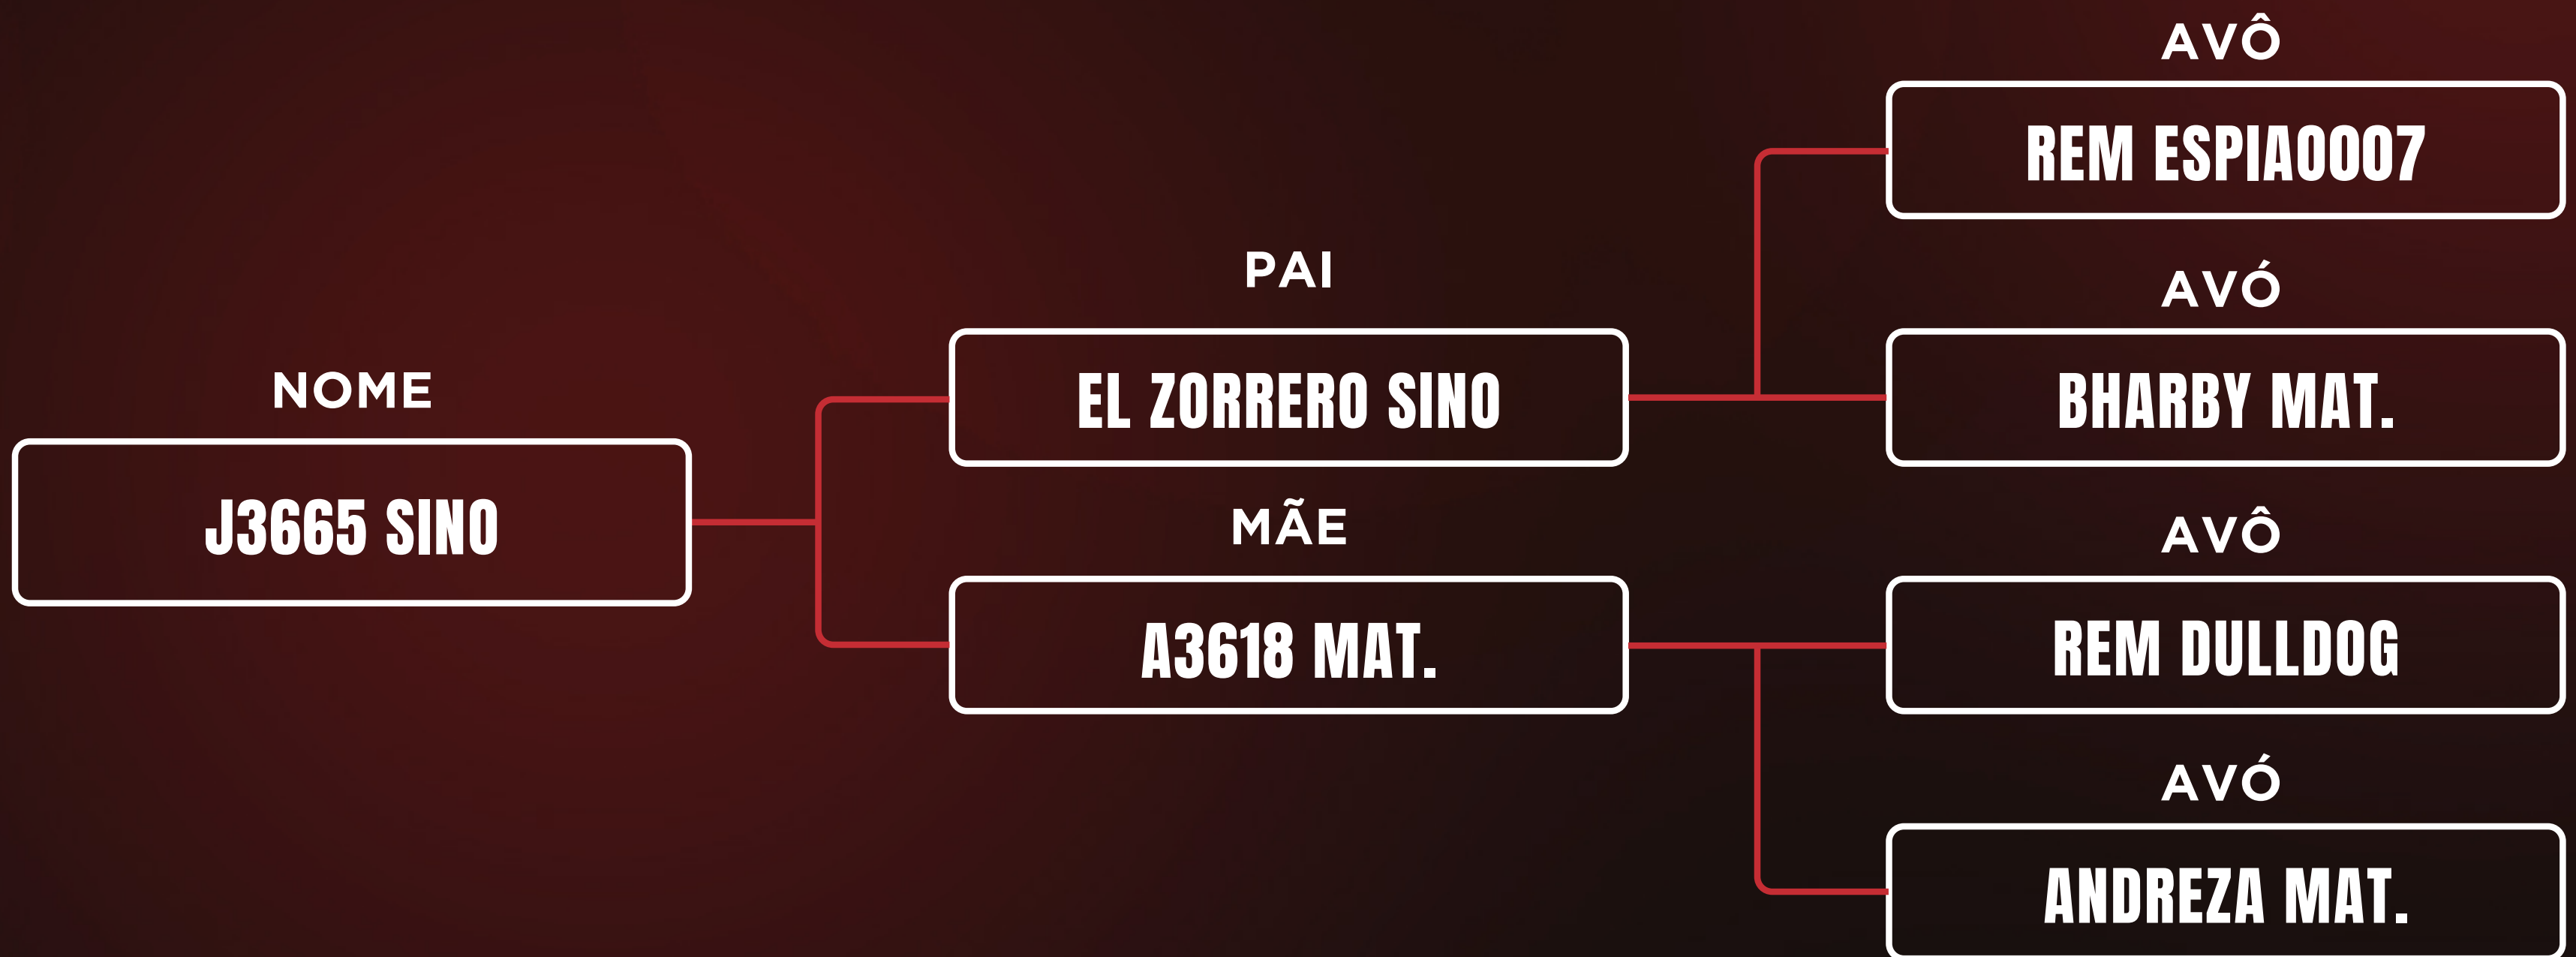 NOME
J3665 SINO
PAI
EL ZORRERO SINO
MÃE
A3618 MAT.
AVÔ
REM ESPIAO007
AVÓ
BHARBY MAT.
AVÔ
REM DULLDOG
AVÓ
ANDREZA MAT.